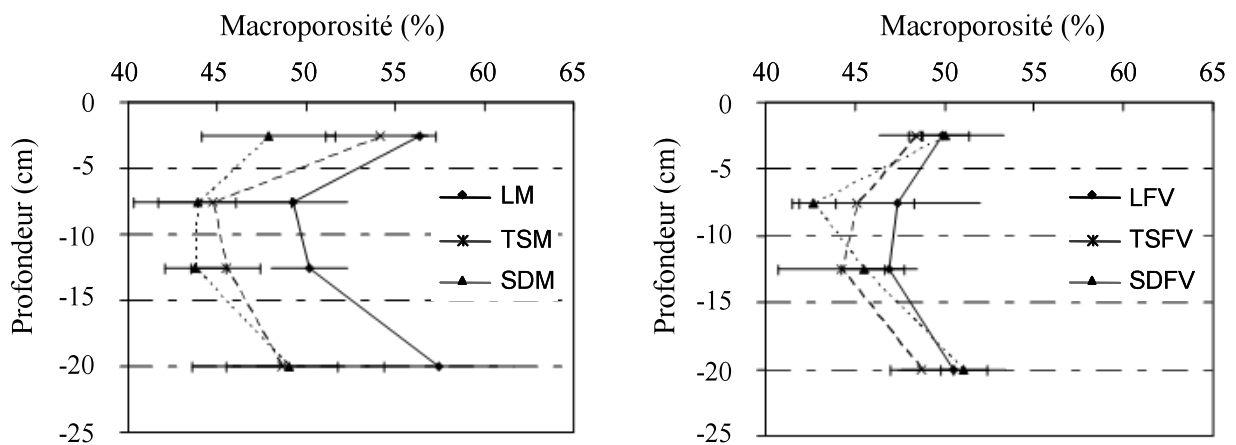 Macroporosité (%)
40 45 50 55 60 65
Profondeur (cm)
0
-5
-10
-15
-20
-25
LM
TSM
SDM
Macroporosité (%)
40 45 50 55 60 65
Profondeur (cm)
0
-5
-10
-15
-20
-25
LFV
TSFV
SDFV